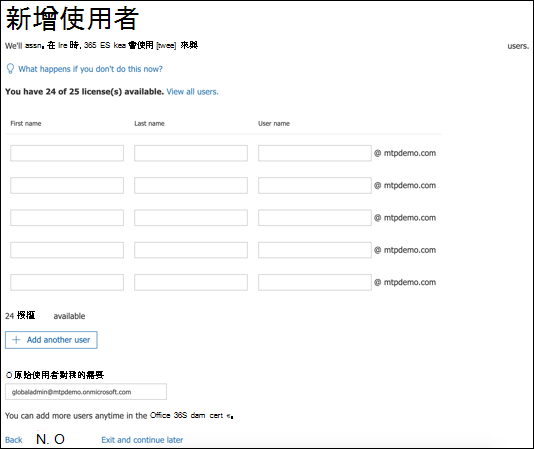 新增使用者
We'll assn。在 Ire 時，365 ES kea 會使用 [twee] 來與 users.
What happens if you don't do this now?
You have 24 of 25 license(s) available. View all users.
First name Last name User name
@ mtpdemo.com
@ mtpdemo.com
@ mtpdemo.com
@ mtpdemo.com
@ mtpdemo.com
24 授權 available
+ Add another user
O 原始使用者對我的需要
globaladmin@mtpdemo.onmicrosoft.com
You can add more users anytime in the Office 36S dam cert
Back N. O Exit and continue later